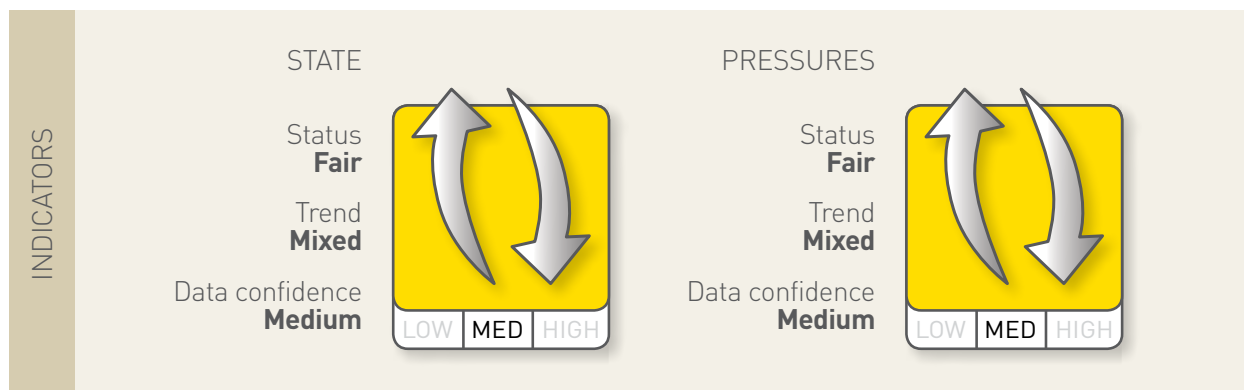 INDICATORS
STATE
Status
Fair
Trend
Mixed
Data confidence
Medium
LOW MED HIGH
PRESSURES
Status
Fair
Trend
Mixed
Data confidence
Medium
LOW MED HIGH